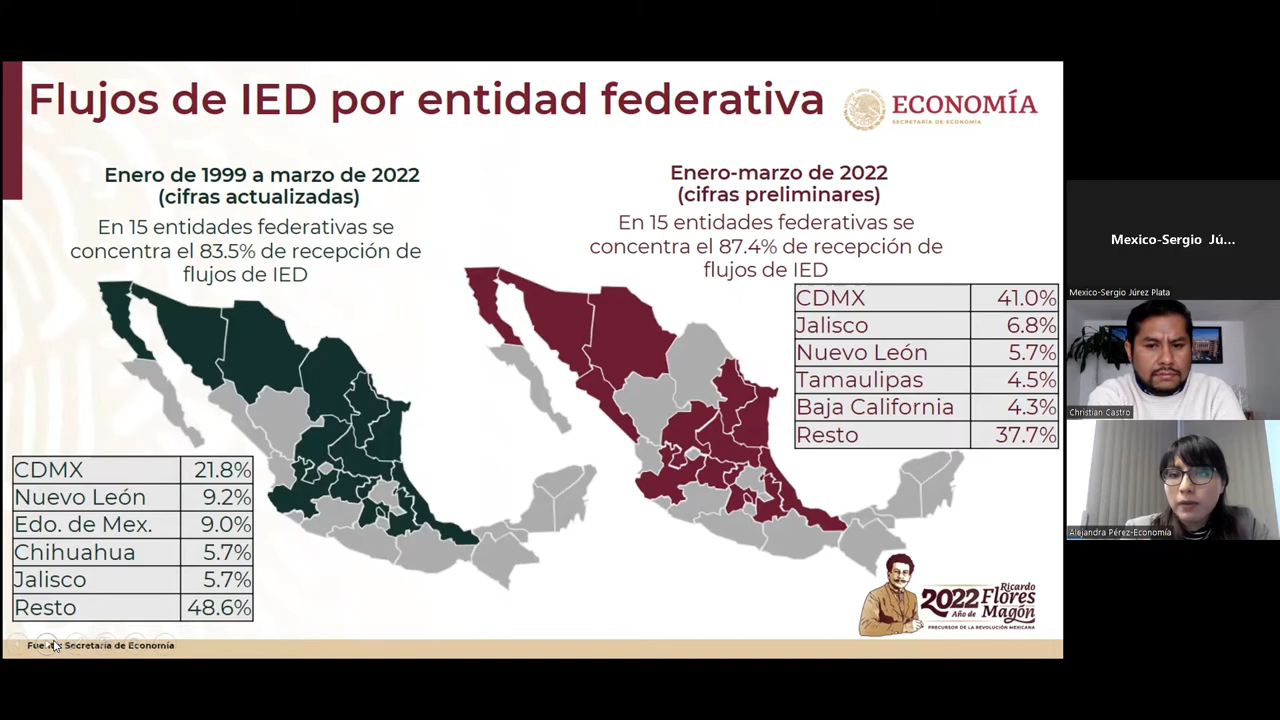 Flujos de IED por entidad federativa
ECONOMÍA
SECRETARÍA DE ECONOMÍA
Enero de 1999 a marzo de 2022
(cifras actualizadas)
En 15 entidades federativas se
concentra el 83.5% de recepción de
flujos de IED
CDMX 21.8%
Nuevo León 9.2%
Edo. de Mex. 9.0%
Chihuahua 5.7%
Jalisco 5.7%
Resto 48.6%
Enero-marzo de 2022
(cifras preliminares)
En 15 entidades federativas se
concentra el 87.4% de recepción de
flujos de IED
CDMX 41.0%
Jalisco 6.8%
Nuevo León 5.7%
Tamaulipas 4.5%
Baja California 4.3%
Resto 37.7%
2022 Ricardo
Año de Flores
Magón
PRECURSOR DE LA REVOLUCIÓN MEXICANA
Fuente: Secretaría de Economía
Mexico-Sergio Jú...
Mexico-Sergio Júrez Plata
Christian Castro
Alejandra Pérez-Economía